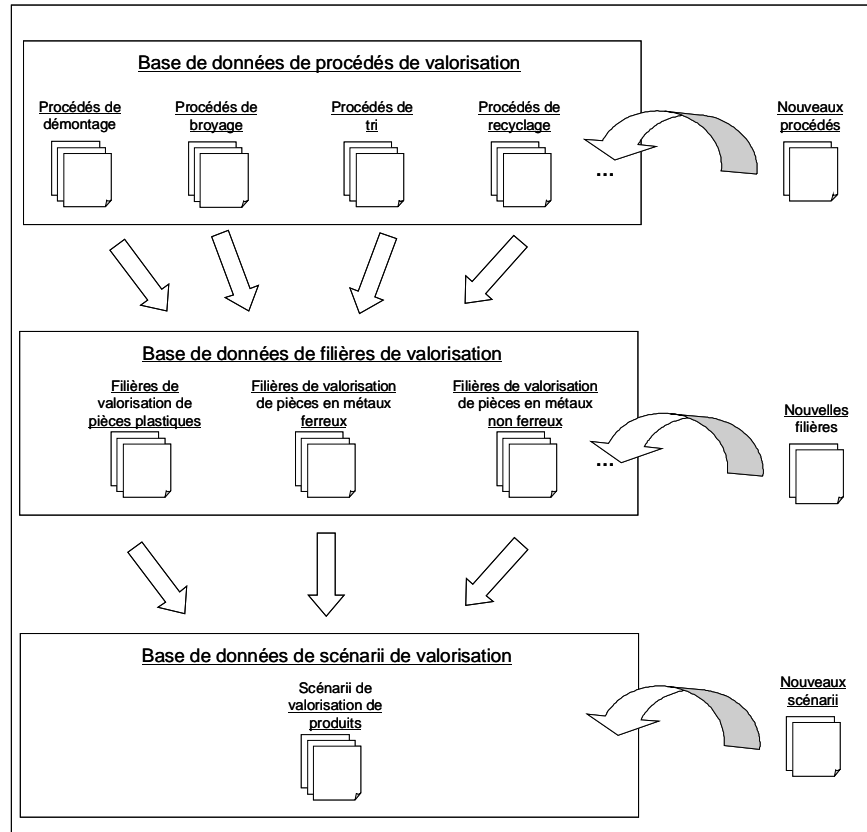 Base de données de procédés de valorisation
Procédés de
démontage
Procédés de
broyage
Procédés de
tri
Procédés de
recyclage
...
Nouveaux
procédés
Base de données de filières de valorisation
Filières de
valorisation de
pièces plastiques
Filières de valorisation
de pièces en métaux
ferreux
Filières de valorisation
de pièces en métaux
non ferreux
...
Nouvelles
filières
Base de données de scénarii de valorisation
Scénarii de
valorisation de
produits
Nouveaux
scénarii